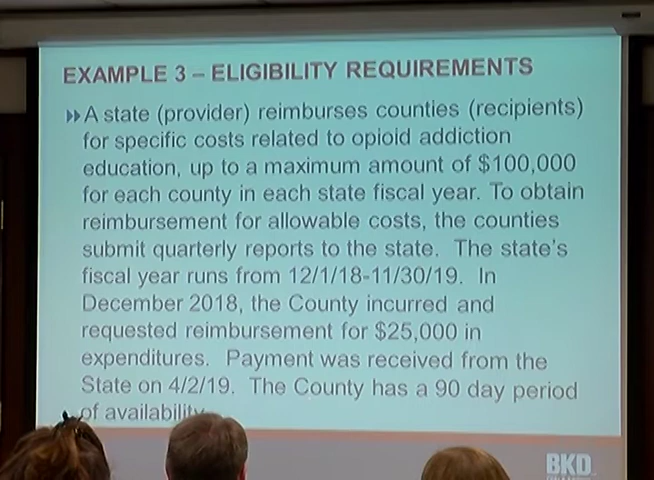 EXAMPLE 3 – ELIGIBILITY REQUIREMENTS
A state (provider) reimburses counties (recipients)
for specific costs related to opioid addiction
education, up to a maximum amount of $100,000
for each county in each state fiscal year. To obtain
reimbursement for allowable costs, the counties
submit quarterly reports to the state. The state's
fiscal year runs from 12/1/18-11/30/19. In
December 2018, the County incurred and
requested reimbursement for $25,000 in
expenditures. Payment was received from the
State on 4/2/19. The County has a 90 day period
of availability
BKD